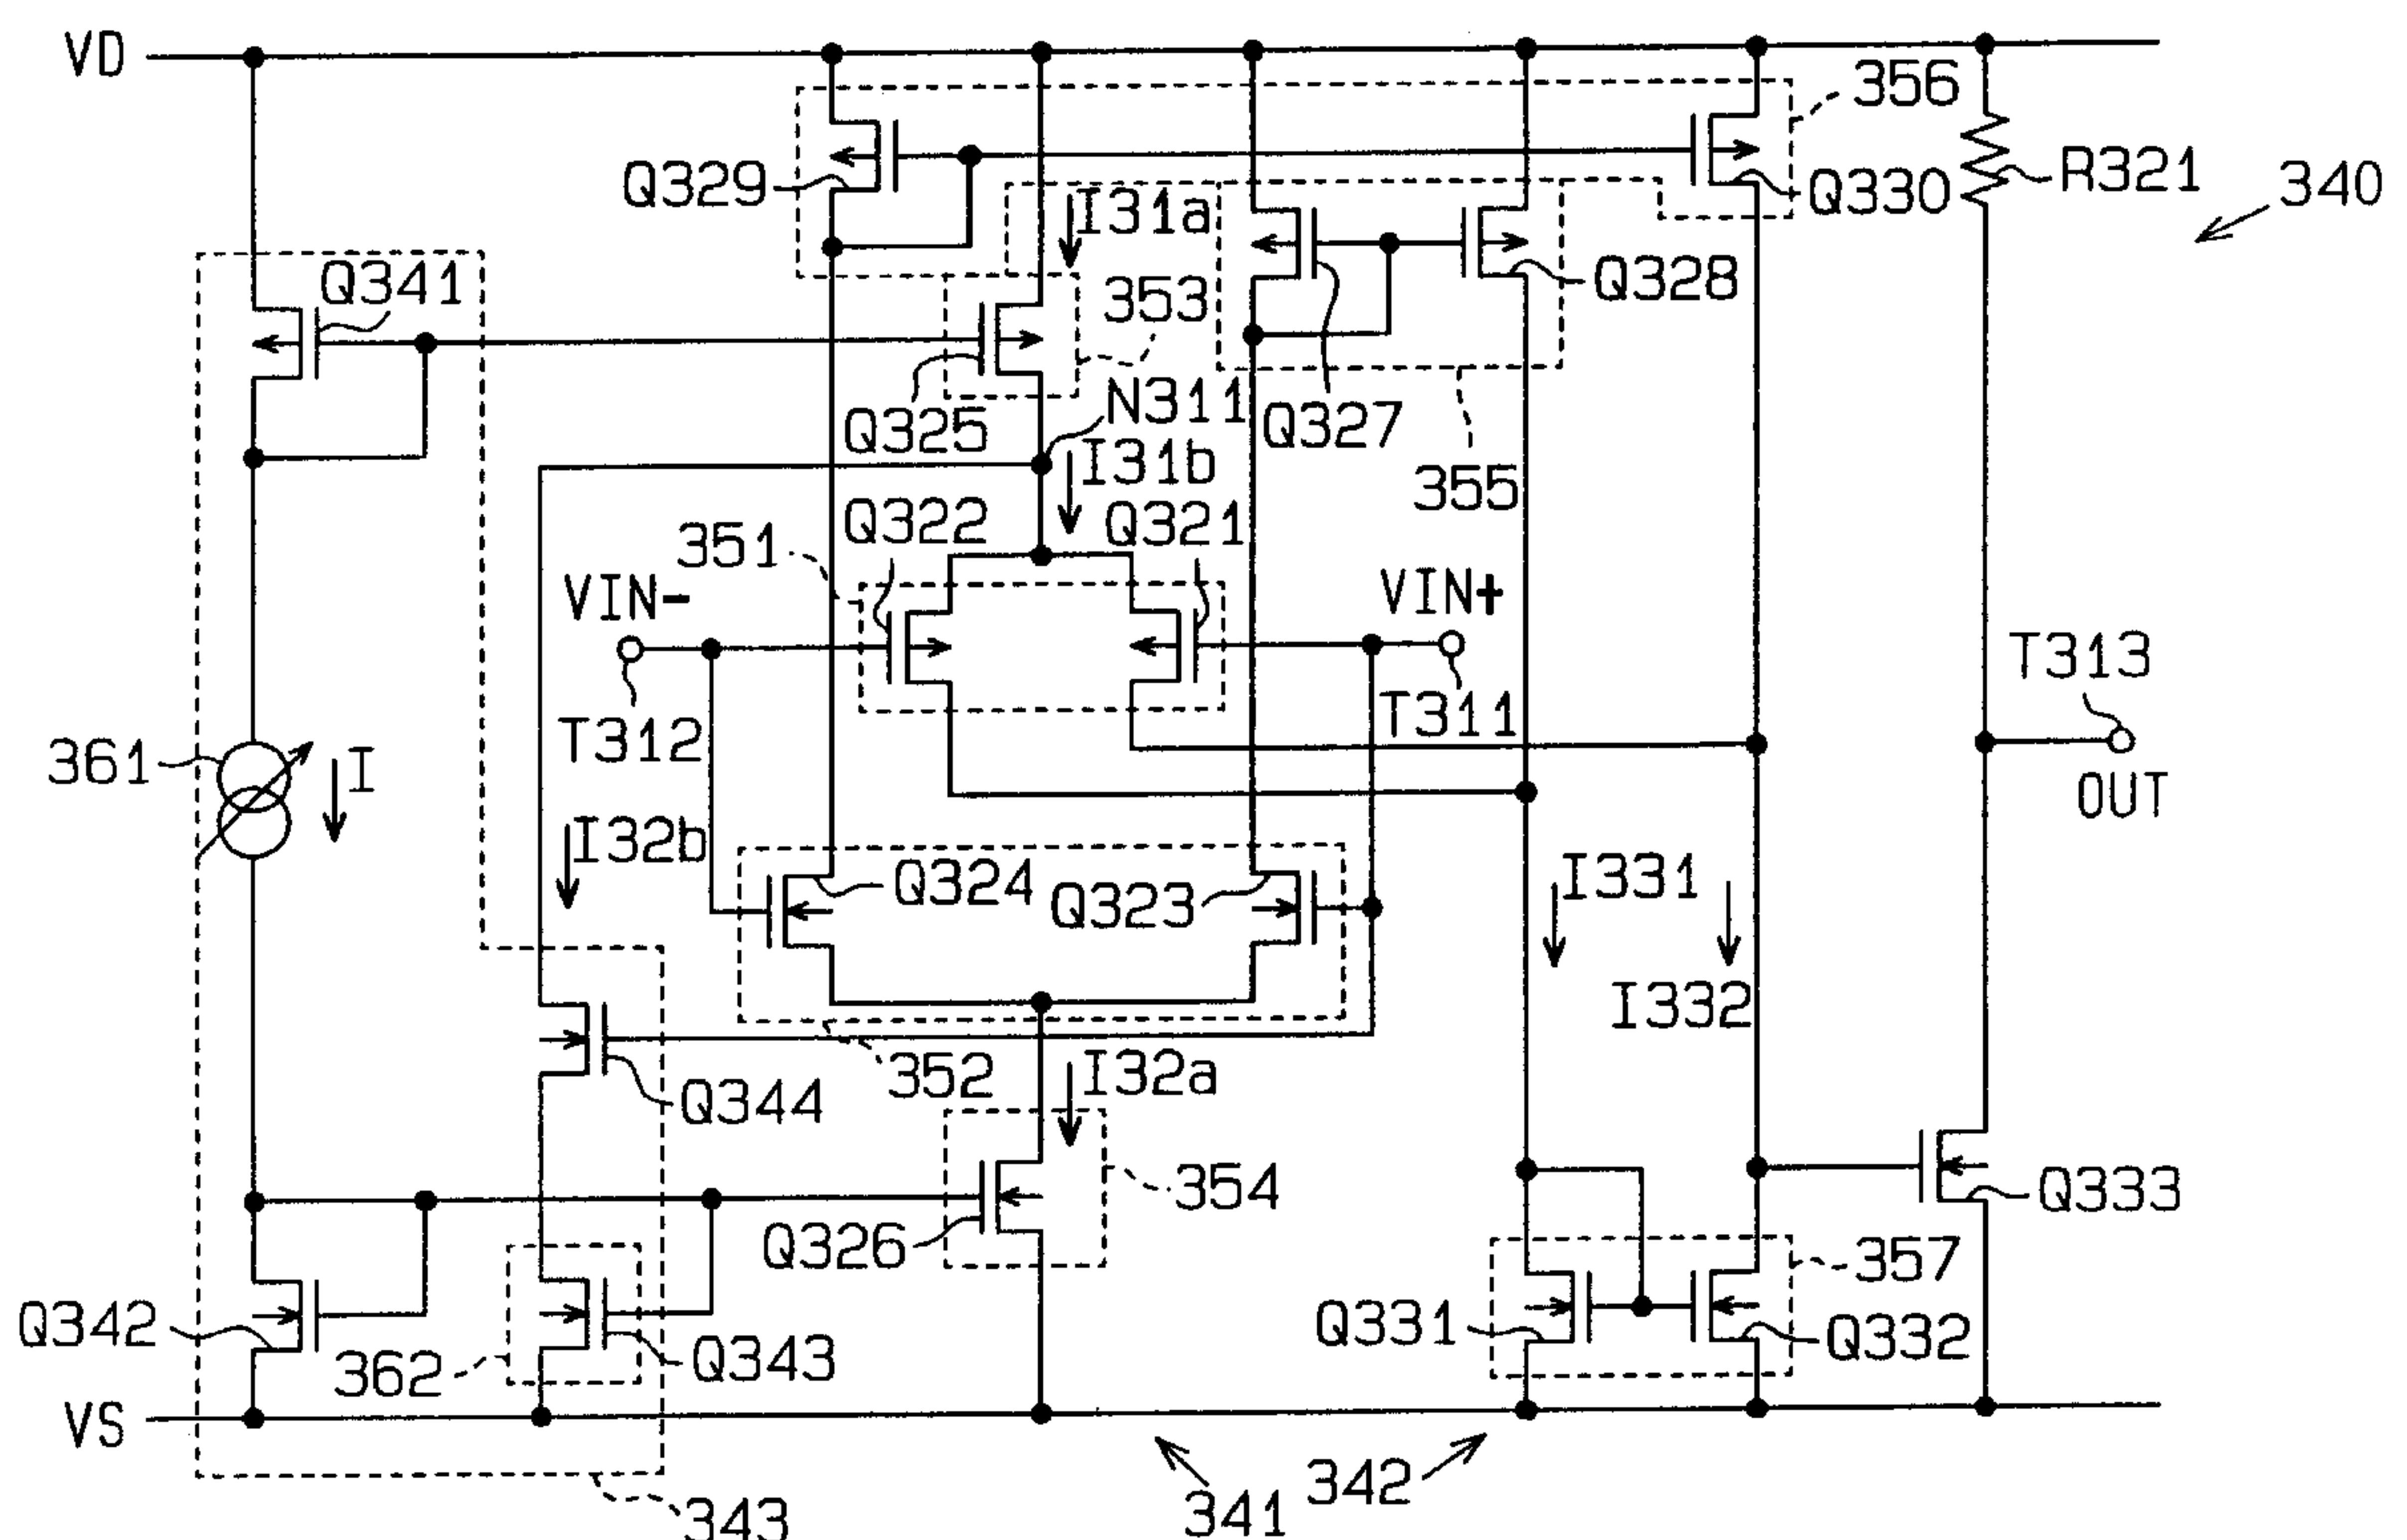 VD
356
Q329
Q330
R321
340
I31a
Q341
353
Q328
Q325
N311
Q327
I31b
355
Q322
Q321
351
VIN-
VIN+
T313
T312
T311
361
I
OUT
I32b
Q324
Q323
I331
I332
352
I32a
Q344
354
Q333
Q326
357
Q342
Q331
Q332
362
Q343
VS
343
341
342